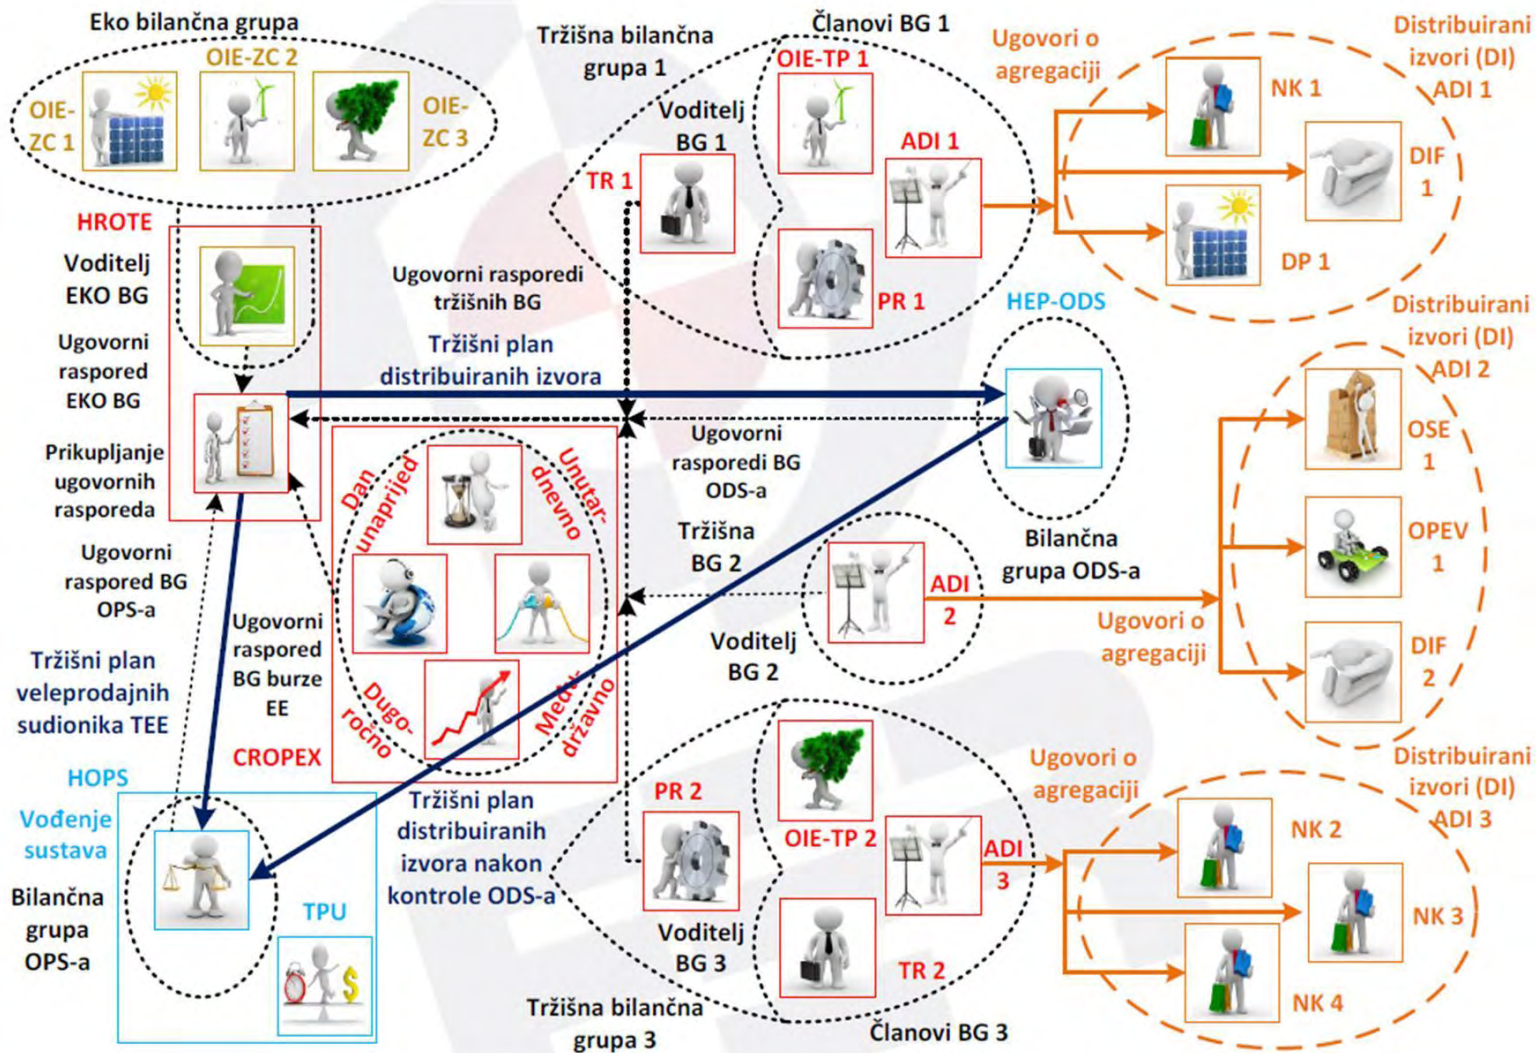 Eko bilančna grupa
OIE-ZC 2
OIE-
ZC 1
OIE-
ZC 3
HROTE
Voditelj
EKO BG
Ugovorni
raspored
EKO BG
Prikupljanje
ugovornih
rasporeda
Ugovorni
raspored BG
OPS-a
Tržišni plan
veleprodajnih
sudionika TEE
HOPS
Vođenje
sustava
Bilančna
grupa
OPS-a
TPU
Ugovorni
raspored
BG burze
EE
CROPEX
Dan
unaprijed
Unutar-
dnevno
Dugo-
ročno
Među-
državno
Ugovorni rasporedi
tržišnih BG
Tržišni plan
distribuiranih izvora
Tržišni plan
distribuiranih
izvora nakon
kontrole ODS-a
Tržišna bilančna
grupa 1
Članovi BG 1
Voditelj
BG 1
TR 1
OIE-TP 1
ADI 1
PR 1
Ugovori o
agregaciji
Distribuirani
izvori (DI)
ADI 1
NK 1
DIF
1
DP 1
HEP-ODS
Ugovorni
rasporedi BG
ODS-a
Bilančna
grupa ODS-a
Tržišna
BG 2
Voditelj
BG 2
ADI
2
Ugovori o
agregaciji
Distribuirani
izvori (DI)
ADI 2
OSE
1
OPEV
1
DIF
2
PR 2
Voditelj
BG 3
Tržišna bilančna
grupa 3
OIE-TP 2
ADI
3
TR 2
Članovi BG 3
Ugovori o
agregaciji
Distribuirani
izvori (DI)
ADI 3
NK 2
NK 3
NK 4